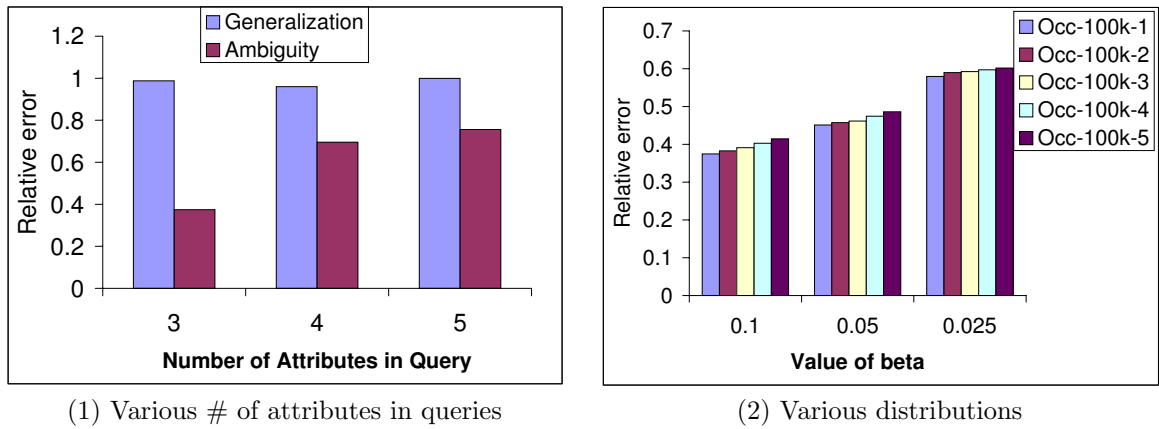 Generalization
Ambiguity
1.2
1
0.8
0.6
0.4
0.2
0
Relative error
3 4 5
Number of Attributes in Query
(1) Various # of attributes in queries
0.7
0.6
0.5
0.4
0.3
0.2
0.1
0
Relative error
Occ-100k-1
Occ-100k-2
Occ-100k-3
Occ-100k-4
Occ-100k-5
0.1 0.05 0.025
Value of beta
(2) Various distributions